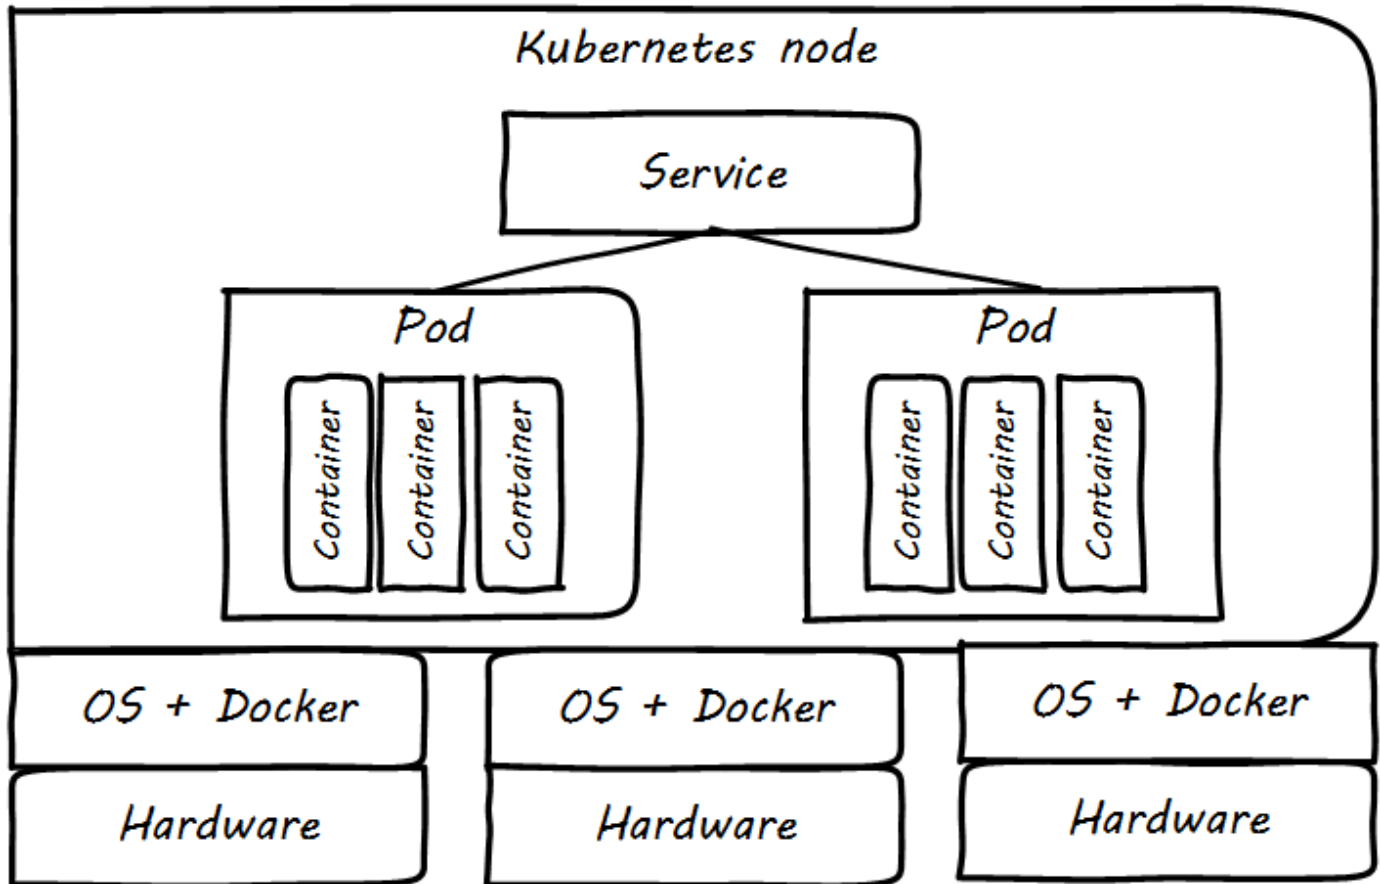 Kubernetes node
Service
Pod
Container
Container
Container
Pod
Container
Container
Container
OS + Docker
OS + Docker
OS + Docker
Hardware
Hardware
Hardware